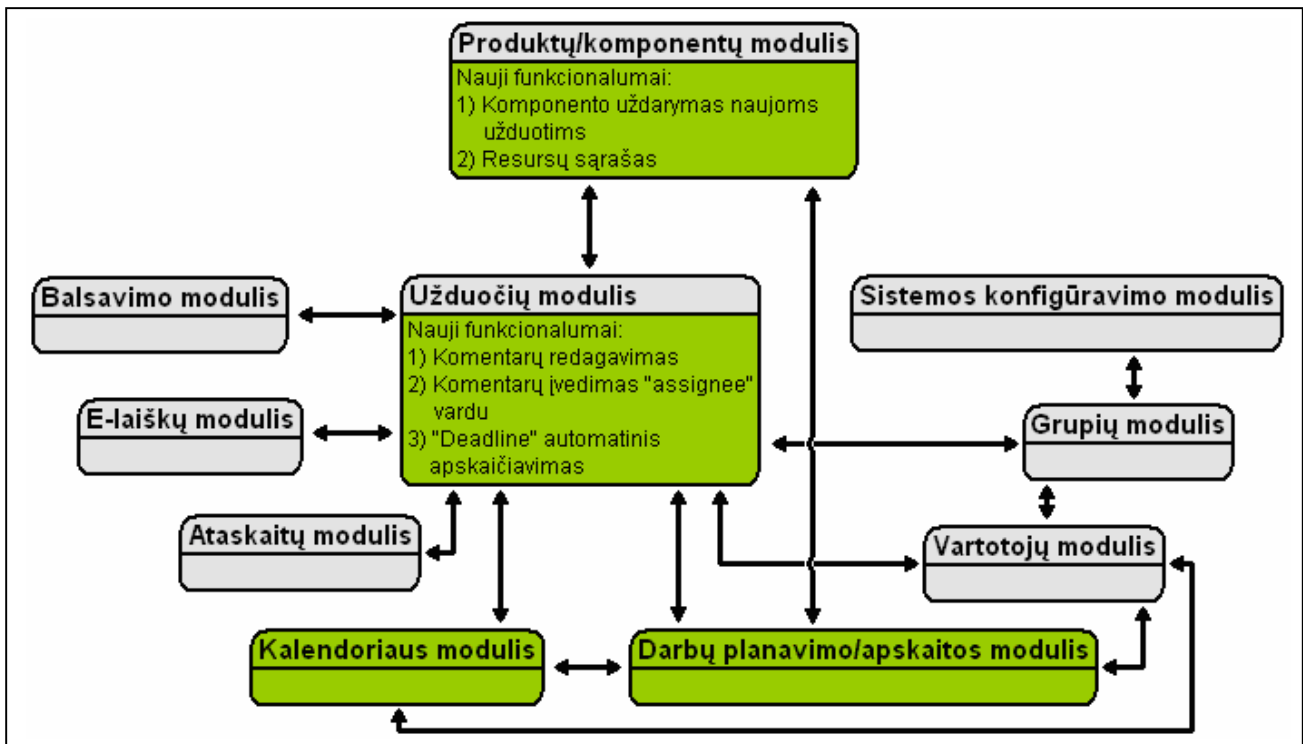 Produktų/komponentų modulis
Nauji funkcionalumai:
1) Komponento uždarymas naujoms
užduotims
2) Resursų sąrašas
Balsavimo modulis
Užduočių modulis
Nauji funkcionalumai:
1) Komentarų redagavimas
2) Komentarų įvedimas "assignee"
vardu
3) "Deadline" automatinis
apskaičiavimas
Sistemos konfigūravimo modulis
E-laiškų modulis
Grupių modulis
Ataskaitų modulis
Vartotojų modulis
Kalendoriaus modulis
Darbų planavimo/apskaitos modulis